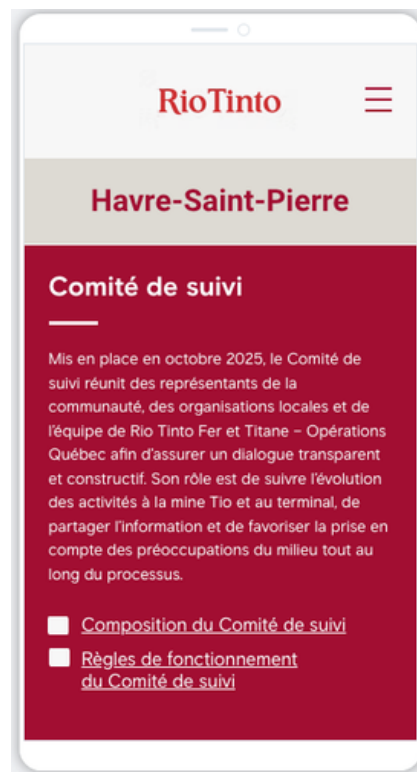 RioTinto
Havre-Saint-Pierre
Comité de suivi
Mis en place en octobre 2025, le Comité de
suivi réunit des représentants de la
communauté, des organisations locales et de
l'équipe de Rio Tinto Fer et Titane – Opérations
Québec afin d'assurer un dialogue transparent
et constructif. Son rôle est de suivre l'évolution
des activités à la mine Tio et au terminal, de
partager l'information et de favoriser la prise en
compte des préoccupations du milieu tout au
long du processus.
Composition du Comité de suivi
Règles de fonctionnement
du Comité de suivi